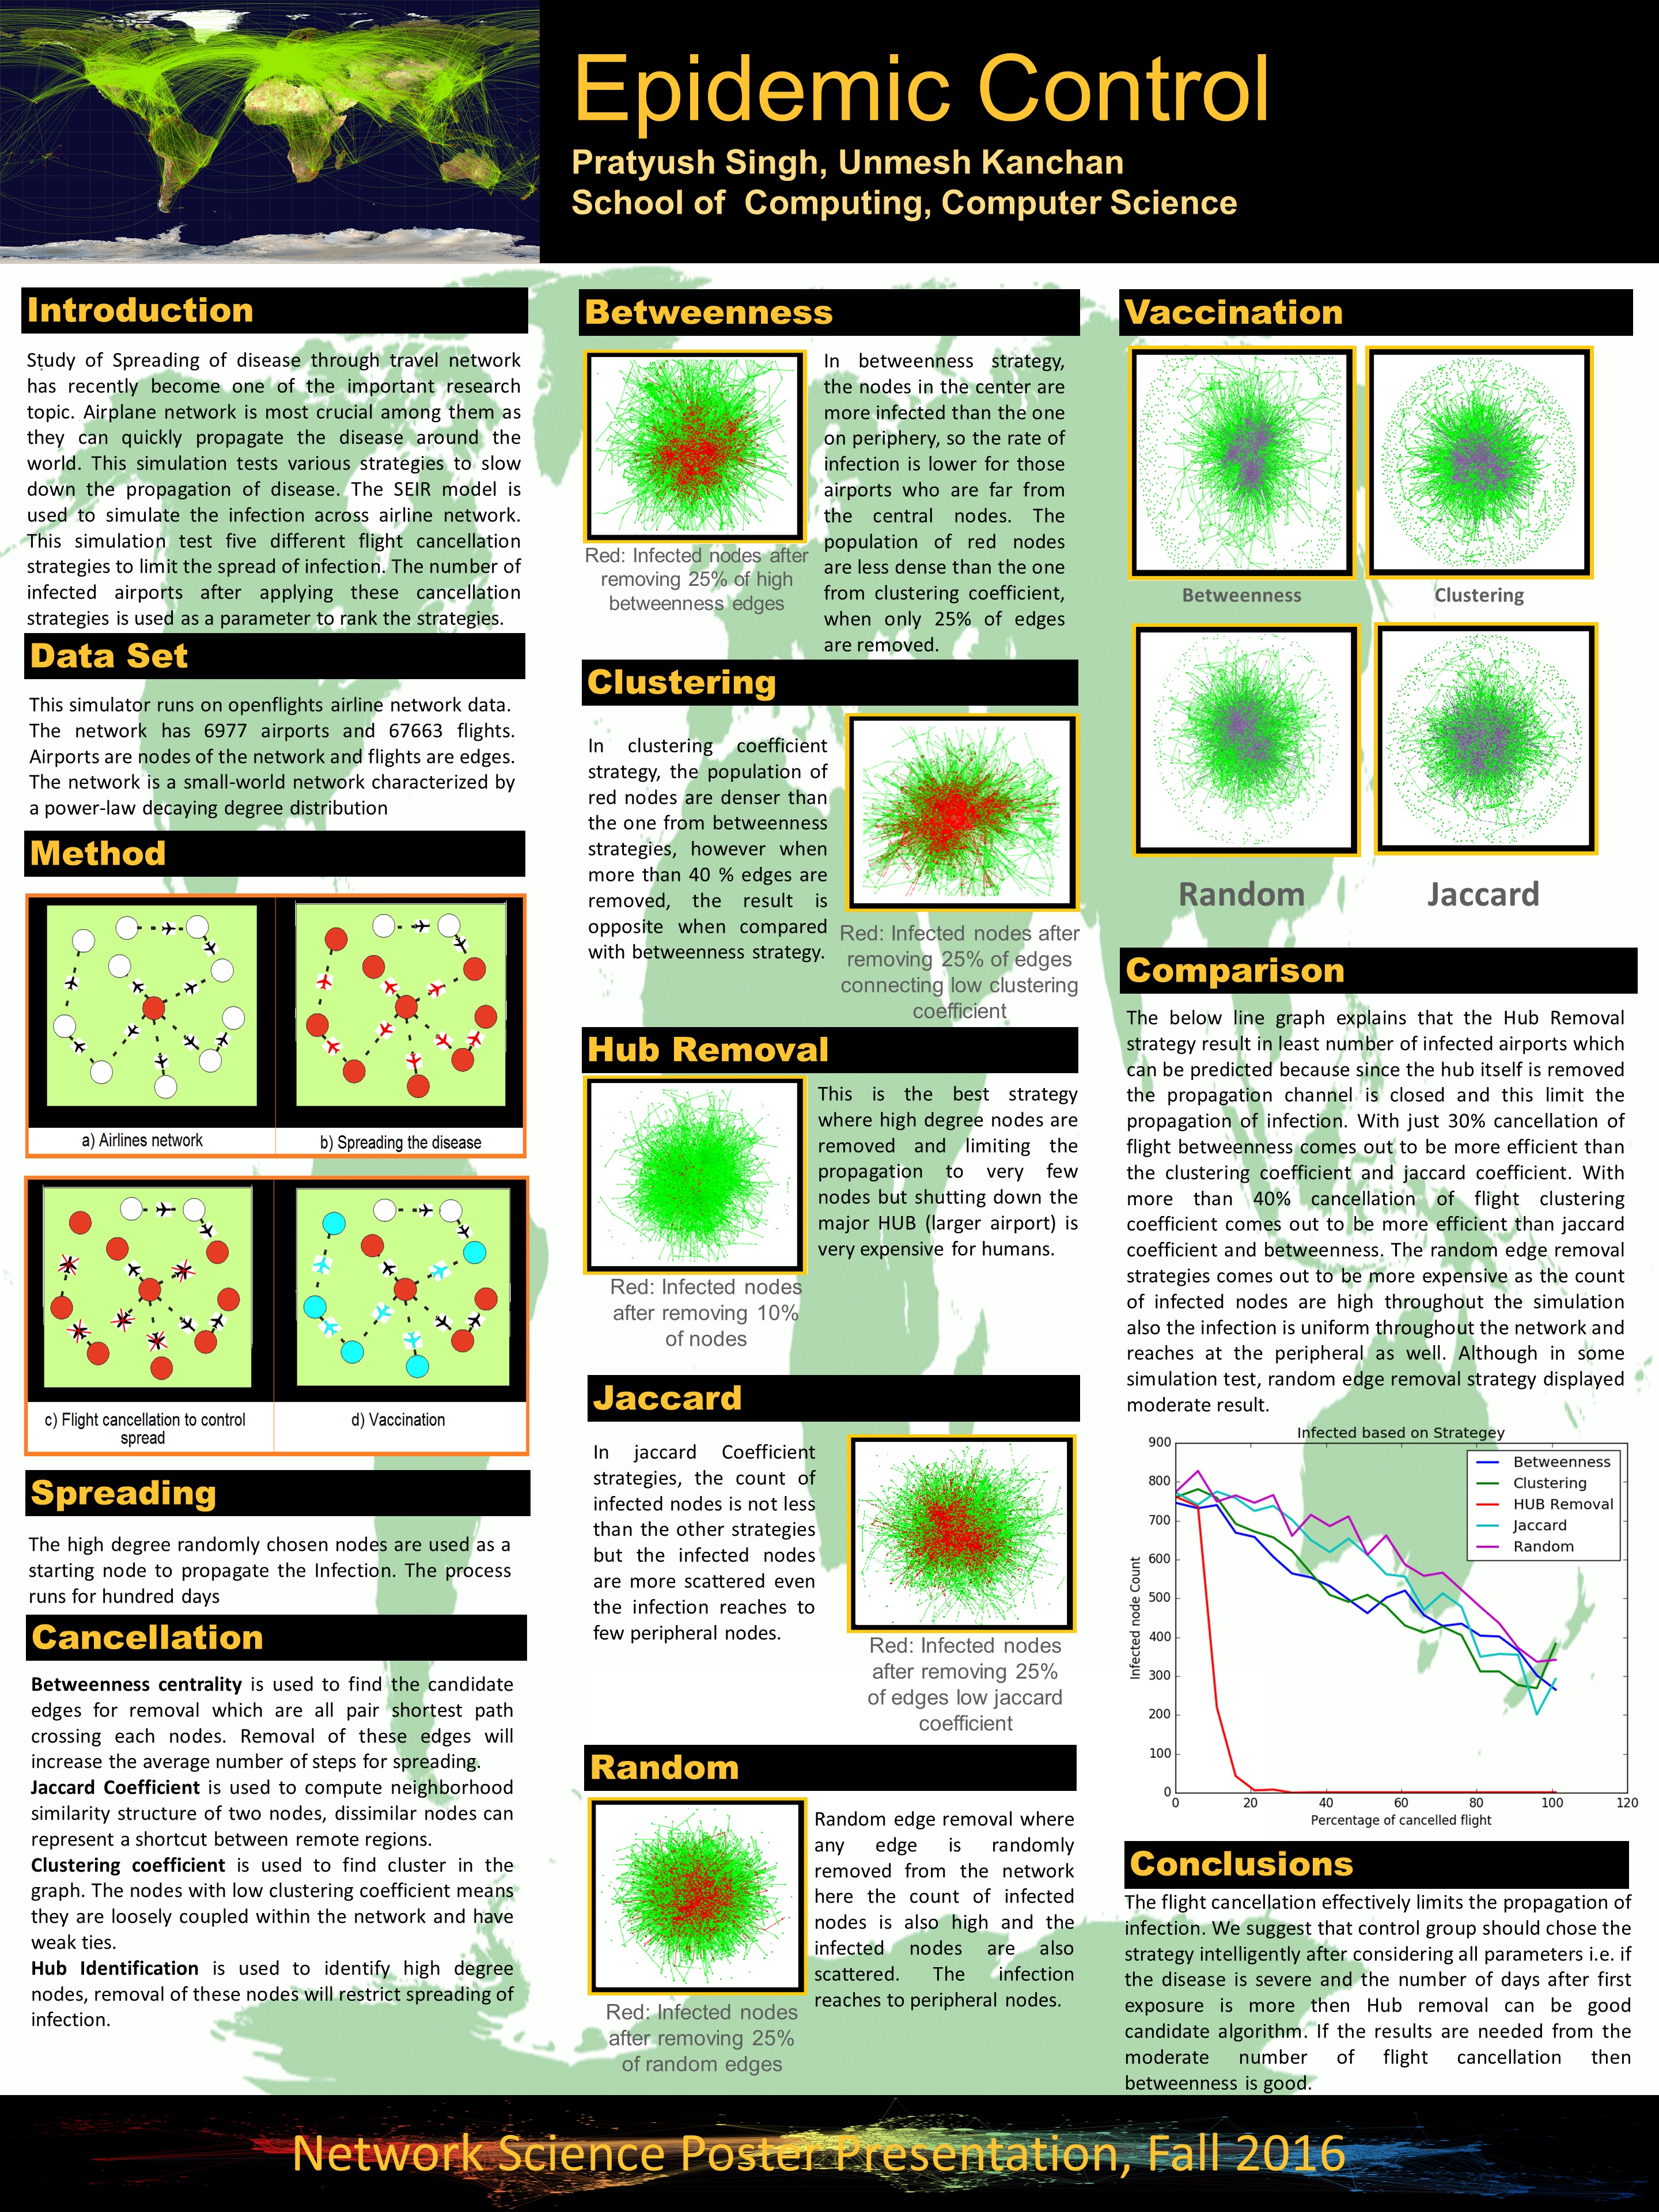 Epidemic Control
Pratyush Singh, Unmesh Kanchan
School of  Computing, Computer Science
Introduction
Study of Spreading of disease through travel network
has recently become one of the important research
topic. Airplane network is most crucial among them as
they can quickly propagate the disease around the
world. This simulation tests various strategies to slow
down the propagation of disease. The SEIR model is
used to simulate the infection across airline network.
This simulation test five different flight cancellation
strategies to limit the spread of infection. The number of
infected airports after applying these cancellation
strategies is used as a parameter to rank the strategies.
Data Set
This simulator runs on openflights airline network data.
The network has 6977 airports and 67663 flights.
Airports are nodes of the network and flights are edges.
The network is a small-world network characterized by
a power-law decaying degree distribution
Method
a) Airlines network
b) Spreading the disease
c) Flight cancellation to control
spread
d) Vaccination
Spreading
The high degree randomly chosen nodes are used as a
starting node to propagate the Infection. The process
runs for hundred days
Cancellation
Betweenness centrality is used to find the candidate
edges for removal which are all pair shortest path
crossing each nodes. Removal of these edges will
increase the average number of steps for spreading.
Jaccard Coefficient is used to compute neighborhood
similarity structure of two nodes, dissimilar nodes can
represent a shortcut between remote regions.
Clustering coefficient is used to find cluster in the
graph. The nodes with low clustering coefficient means
they are loosely coupled within the network and have
weak ties.
Hub Identification is used to identify high degree
nodes, removal of these nodes will restrict spreading of
infection.
Betweenness
Red: Infected nodes after
removing 25% of high
betweenness edges
In betweenness strategy,
the nodes in the center are
more infected than the one
on periphery, so the rate of
infection is lower for those
airports who are far from
the central nodes. The
population of red nodes
are less dense than the one
from clustering coefficient,
when only 25% of edges
are removed.
Clustering
In clustering coefficient
strategy, the population of
red nodes are denser than
the one from betweenness
strategies, however when
more than 40 % edges are
removed, the result is
opposite when compared
with betweenness strategy.
Red: Infected nodes after
removing 25% of edges
connecting low clustering
coefficient
Hub Removal
Red: Infected nodes
after removing 10%
of nodes
This is the best strategy
where high degree nodes are
removed and limiting the
propagation to very few
nodes but shutting down the
major HUB (larger airport) is
very expensive for humans.
Jaccard
In jaccard Coefficient
strategies, the count of
infected nodes is not less
than the other strategies
but the infected nodes
are more scattered even
the infection reaches to
few peripheral nodes.
Red: Infected nodes
after removing 25%
of edges low jaccard
coefficient
Random
Red: Infected nodes
after removing 25%
of random edges
Random edge removal where
any edge is randomly
removed from the network
here the count of infected
nodes is also high and the
infected nodes are also
scattered. The infection
reaches to peripheral nodes.
Vaccination
Betweenness
Clustering
Random
Jaccard
Comparison
The below line graph explains that the Hub Removal
strategy result in least number of infected airports which
can be predicted because since the hub itself is removed
the propagation channel is closed and this limit the
propagation of infection. With just 30% cancellation of
flight betweenness comes out to be more efficient than
the clustering coefficient and jaccard coefficient. With
more than 40% cancellation of flight clustering
coefficient comes out to be more efficient than jaccard
coefficient and betweenness. The random edge removal
strategies comes out to be more expensive as the count
of infected nodes are high throughout the simulation
also the infection is uniform throughout the network and
reaches at the peripheral as well. Although in some
simulation test, random edge removal strategy displayed
moderate result.
Infected based on Strategey
Infected node Count
900
800
700
600
500
400
300
200
100
0
Betweenness
Clustering
HUB Removal
Jaccard
Random
0 20 40 60 80 100 120
Percentage of cancelled flight
Conclusions
The flight cancellation effectively limits the propagation of
infection. We suggest that control group should chose the
strategy intelligently after considering all parameters i.e. if
the disease is severe and the number of days after first
exposure is more then Hub removal can be good
candidate algorithm. If the results are needed from the
moderate number of flight cancellation then
betweenness is good.
Network Science Poster Presentation, Fall 2016